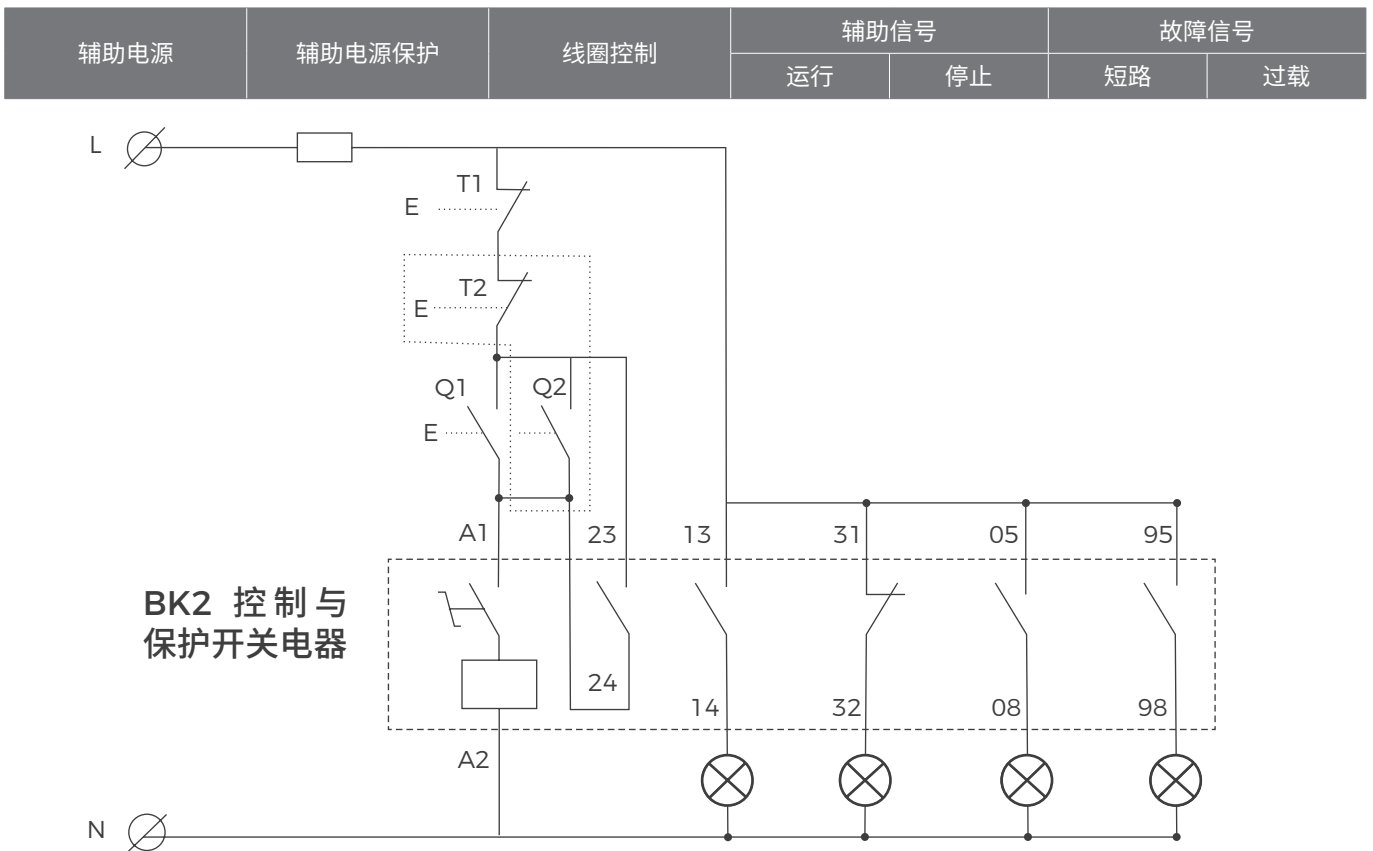 辅助电源 辅助电源保护 线圈控制 辅助信号 故障信号
运行 停止 短路 过载
L
T1
E
T2
E
Q1 Q2
E
A1 23 13 31 05 95
BK2 控制与
保护开关电器
24
14 32 08 98
A2
N